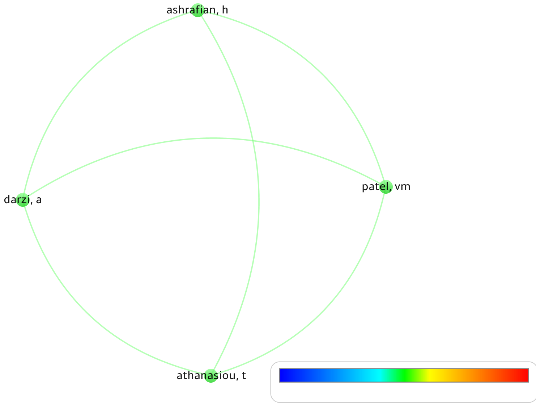 ashrafian, h
patel, vm
darzi, a
athanasiou, t